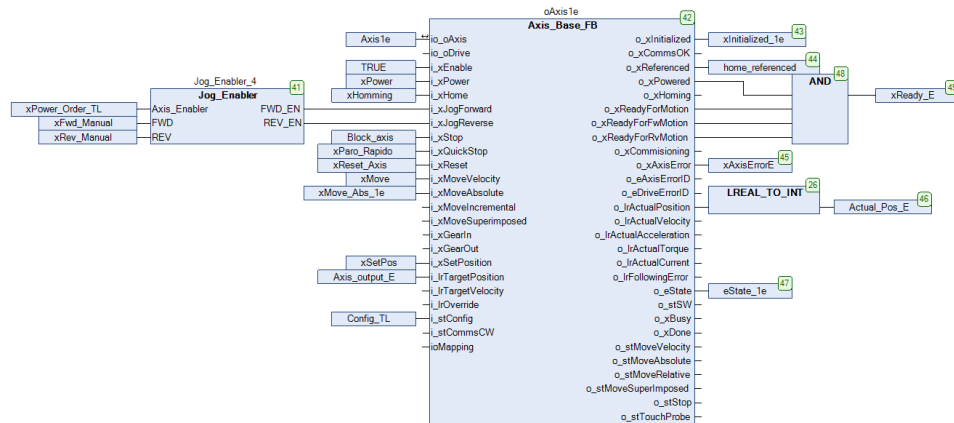 oAxis1e
Axis_Base_FB
42
Axis1e
io_oAxis
o_xInitialized
xInitialized_1e
43
io_oDrive
o_xCommsOK
TRUE
i_xEnable
o_xReferenced
home_referenced
44
xPower
i_xPower
o_xPowered
AND
48
xHomming
i_xHome
o_xHoming
xReady_E
Jog_Enabler_4
Jog_Enabler
41
xPower_Order_TL
Axis_Enabler
FWD_EN
i_xJogForward
o_xReadyForMotion
xFwd_Manual
FWD
REV_EN
i_xJogReverse
o_xReadyForFwMotion
xRev_Manual
REV
Block_axis
i_xStop
o_xReadyForRvMotion
xParo_Rapido
i_xQuickStop
o_xCommisioning
xReset_Axis
i_xReset
o_xAxisError
xAxisErrorE
45
xMove
i_xMoveVelocity
o_eAxisErrorID
xMove_Abs_1e
i_xMoveAbsolute
o_eDriveErrorID
LREAL_TO_INT
26
i_xMoveIncremental
o_lrActualPosition
Actual_Pos_E
46
i_xMoveSuperimposed
o_lrActualVelocity
i_xGearIn
o_lrActualAcceleration
i_xGearOut
o_lrActualTorque
xSetPos
i_xSetPosition
o_lrActualCurrent
Axis_output_E
i_lrTargetPosition
o_lrFollowingError
i_lrTargetVelocity
o_eState
eState_1e
47
i_lrOverride
o_stSW
Config_TL
i_stConfig
o_xBusy
i_stCommsCW
o_xDone
ioMapping
o_stMoveVelocity
o_stMoveAbsolute
o_stMoveRelative
o_stMoveSuperImposed
o_stStop
o_stTouchProbe